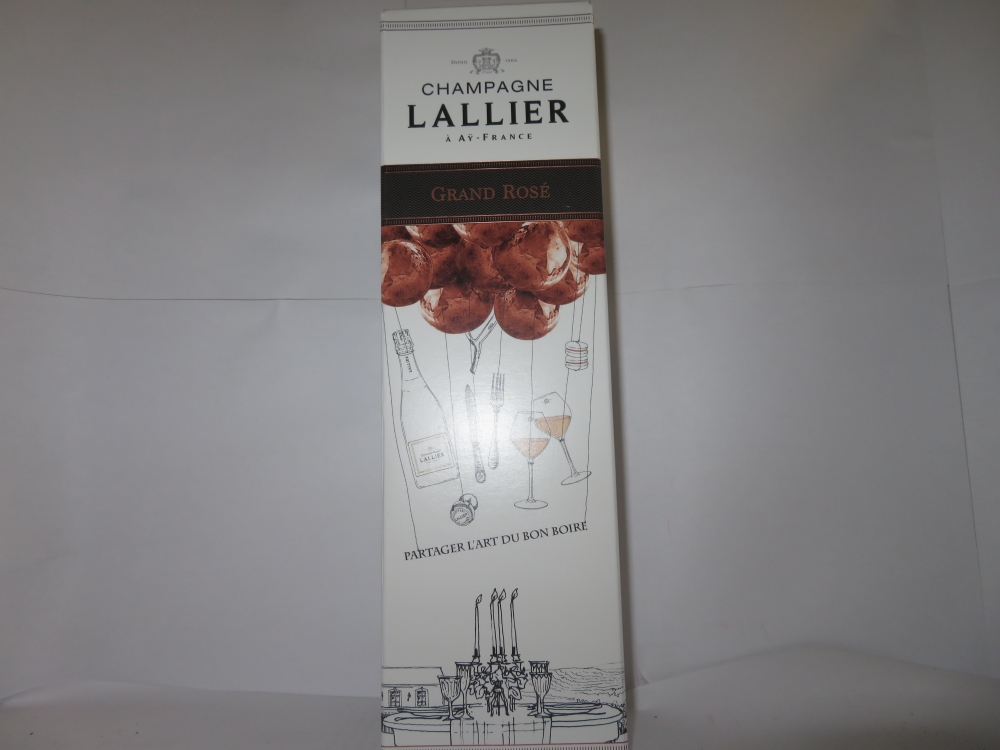 CHAMPAGNE
LALLIER
À AŸ-FRANCE
GRAND ROSÉ
LALLIER
PARTAGER L'ART DU BON BOIRE